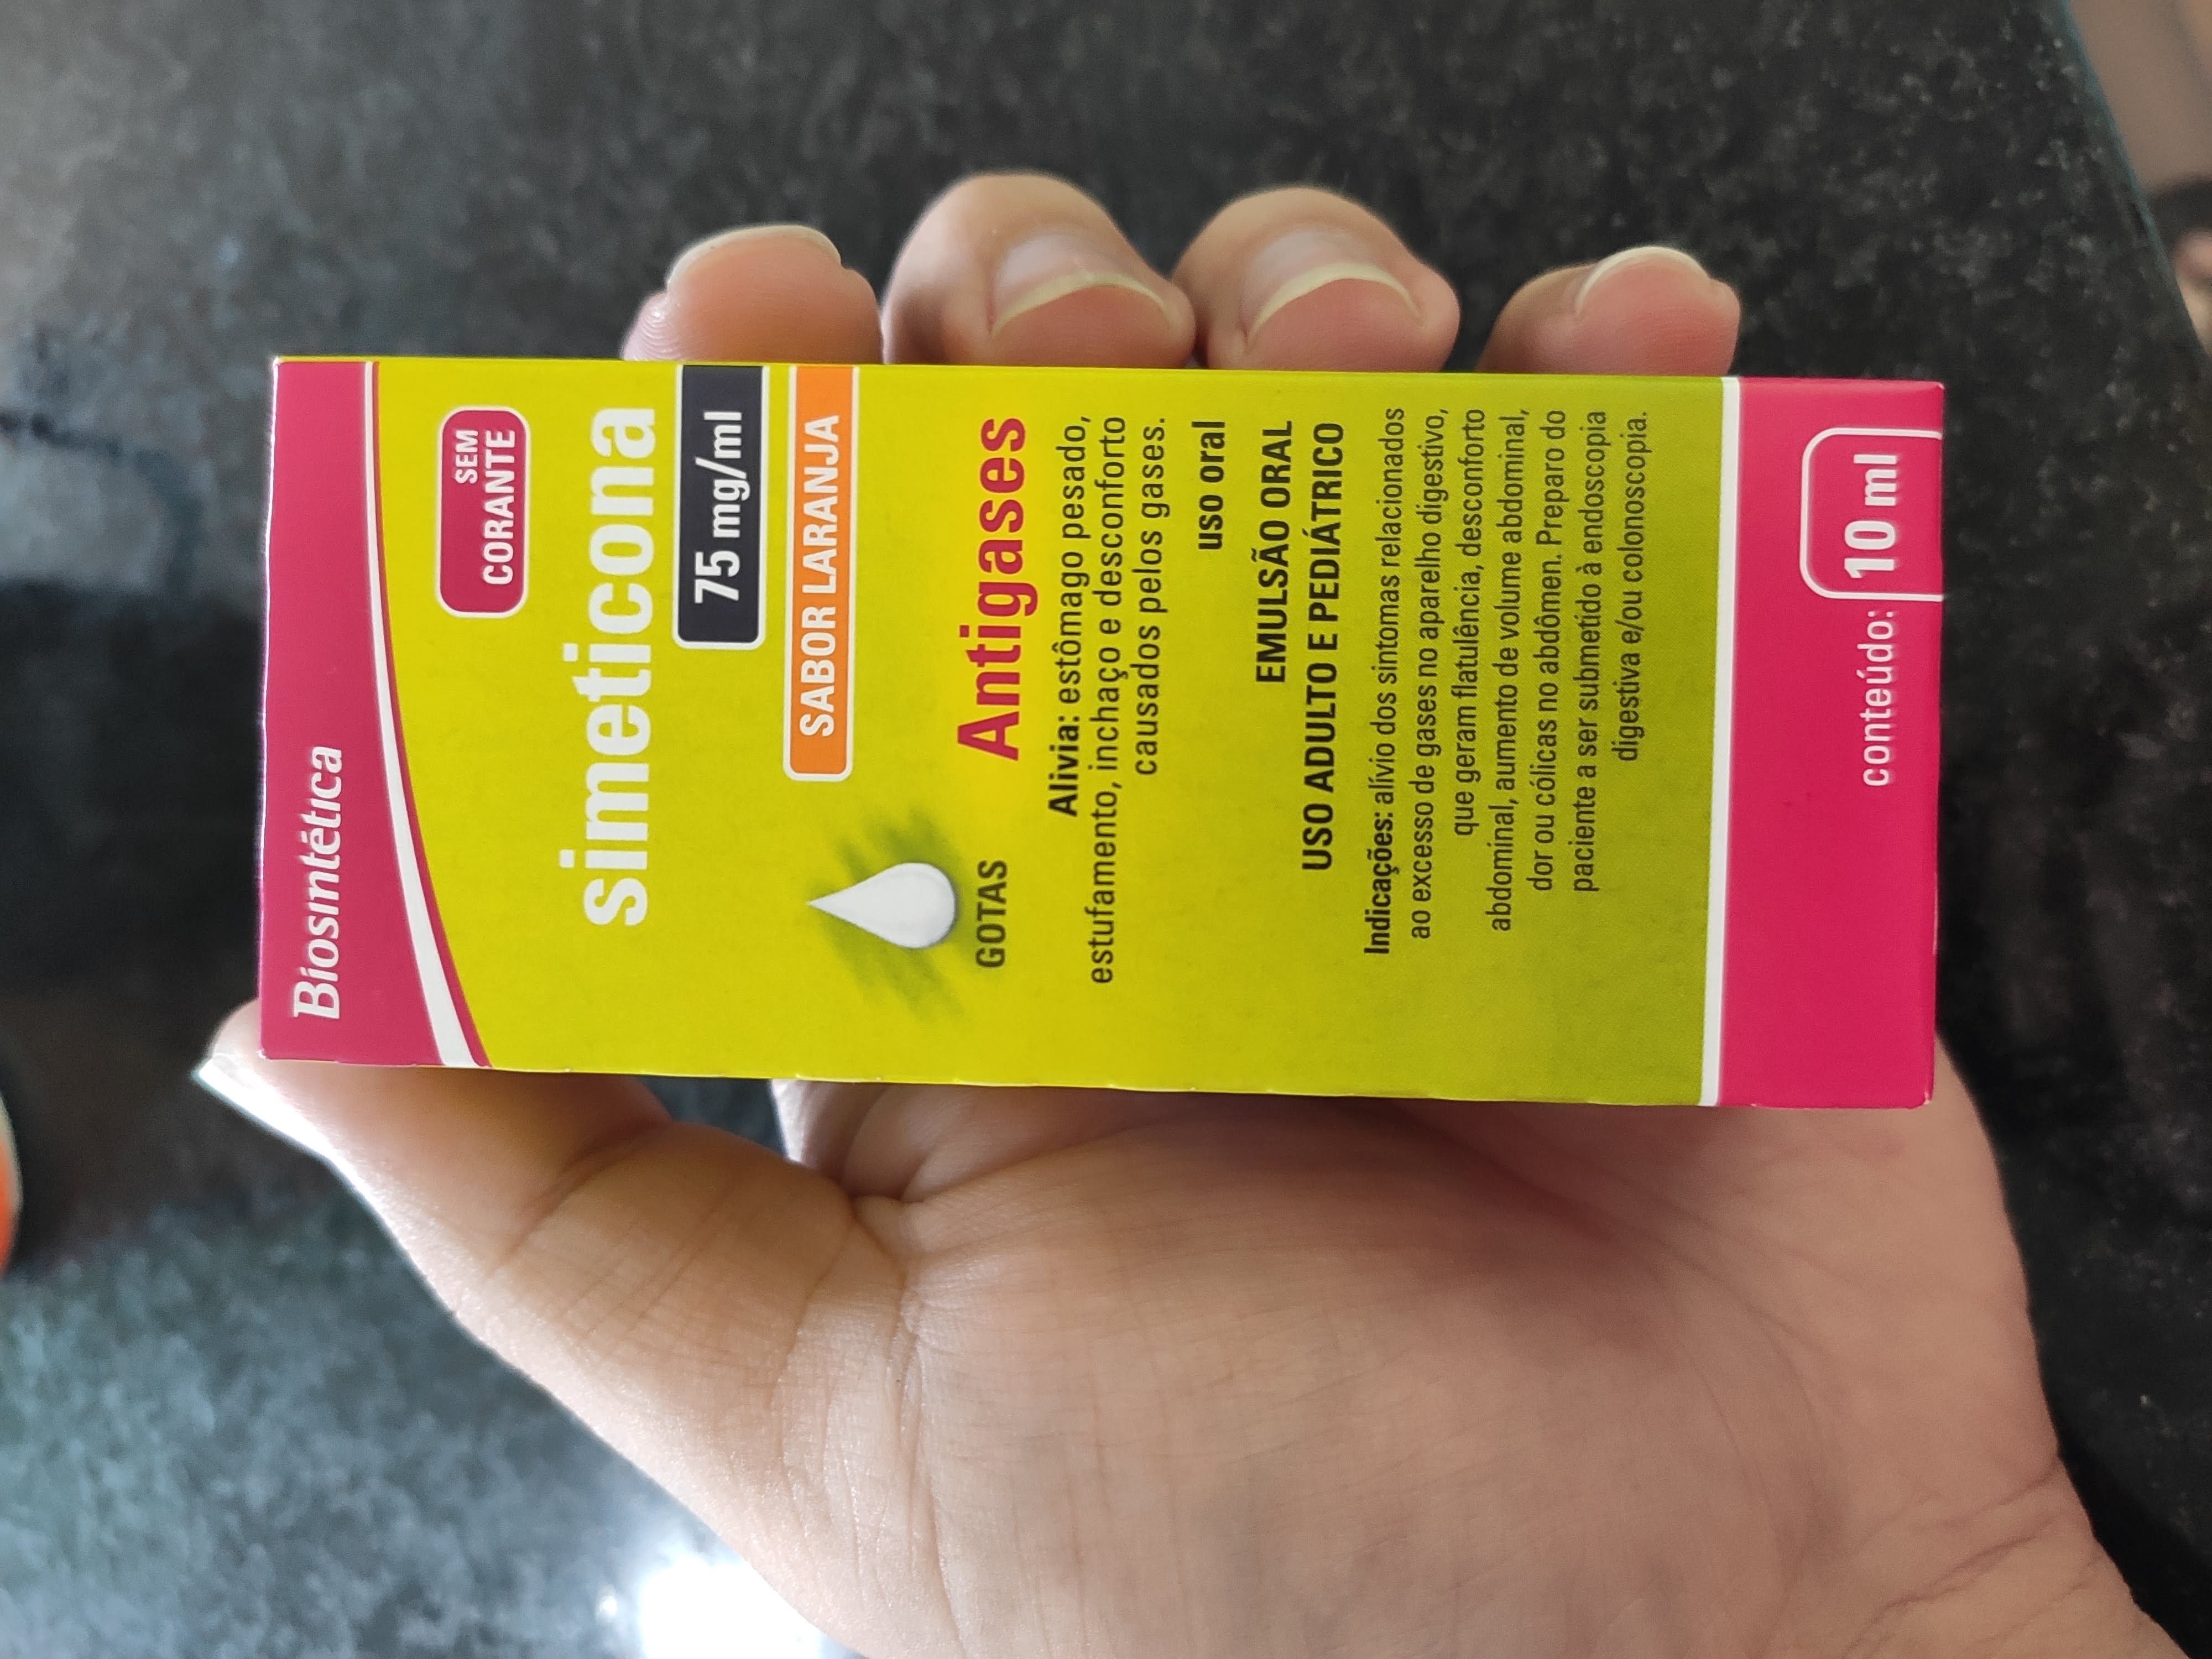 Biosintética
SEM
CORANTE
simeticona
75 mg/ml
SABOR LARANJA
GOTAS
Antigases
Alivia: estômago pesado,
estufamento, inchaço e desconforto
causados pelos gases.
uso oral
EMULSÃO ORAL
USO ADULTO E PEDIÁTRICO
Indicações: alívio dos sintomas relacionados
ao excesso de gases no aparelho digestivo,
que geram flatulência, desconforto
abdominal, aumento de volume abdominal,
dor ou cólicas no abdômen. Preparo do
paciente a ser submetido à endoscopia
digestiva e/ou colonoscopia.
conteúdo: 10 ml